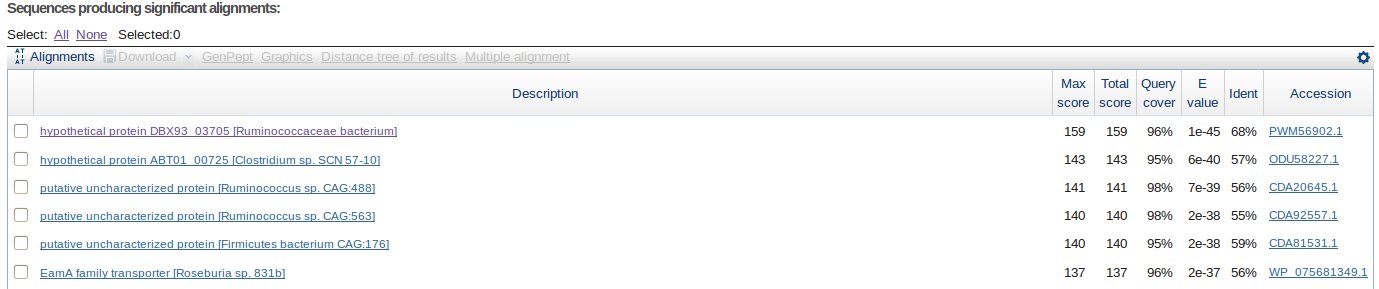 Sequences producing significant alignments:
Select: All None Selected:0
Alignments Download GenPept Graphics Distance tree of results Multiple alignment
Description Max score Total score Query cover E value Ident Accession
hypothetical protein DBX93_03705 [Ruminococcaceae bacterium] 159 159 96% 1e-45 68% PWM56902.1
hypothetical protein ABT01_00725 [Clostridium sp. SCN 57-10] 143 143 95% 6e-40 57% ODU58227.1
putative uncharacterized protein [Ruminococcus sp. CAG:488] 141 141 98% 7e-39 56% CDA20645.1
putative uncharacterized protein [Ruminococcus sp. CAG:563] 140 140 98% 2e-38 55% CDA92557.1
putative uncharacterized protein [Firmicutes bacterium CAG:176] 140 140 95% 2e-38 59% CDA81531.1
EamA family transporter [Roseburia sp. 831b] 137 137 96% 2e-37 56% WP_075681349.1